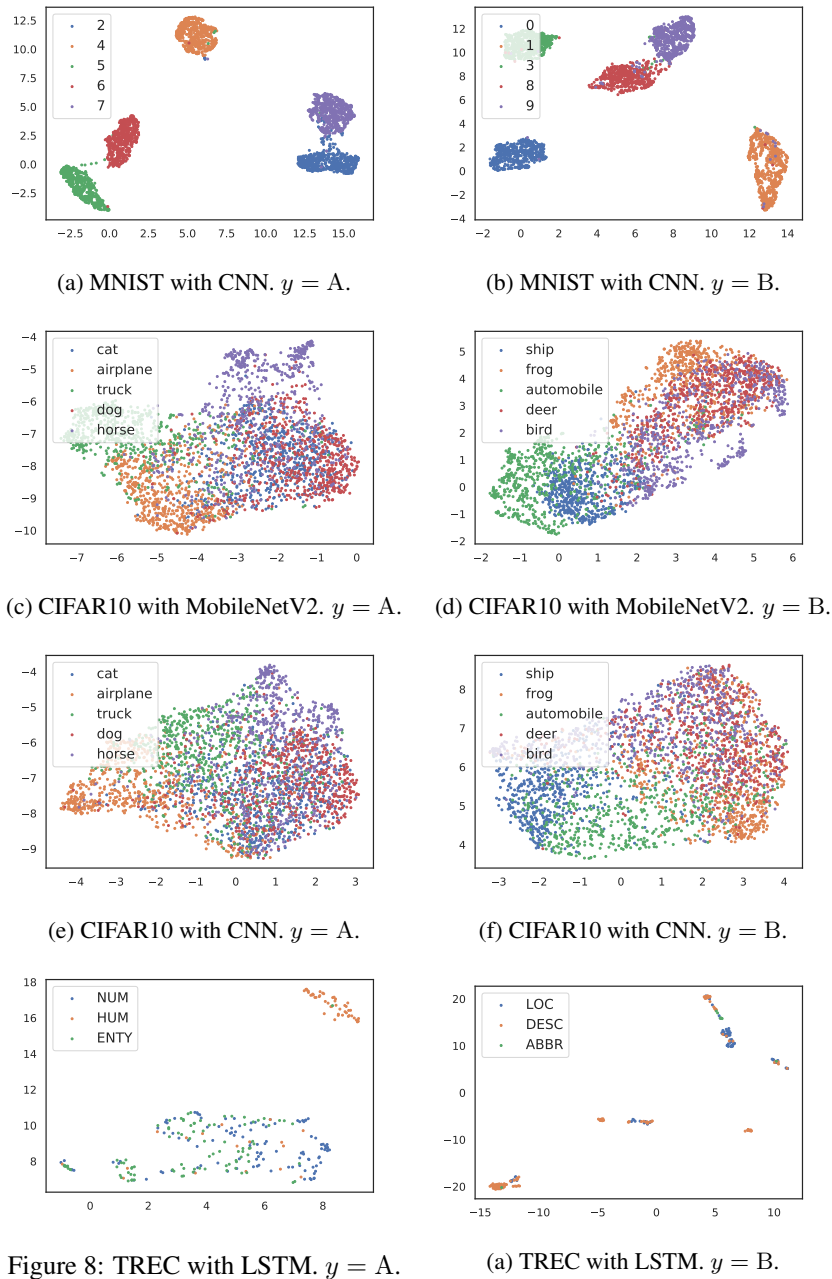 12.5
10.0
7.5
5.0
2.5
0.0
−2.5
2
4
5
6
7
−2.5 0.0 2.5 5.0 7.5 10.0 12.5 15.0
(a) MNIST with CNN. y = A.
12
10
8
6
4
2
0
−2
−4
0
1
3
8
9
−2 0 2 4 6 8 10 12 14
(b) MNIST with CNN. y = B.
−4
−5
−6
−7
−8
−9
−10
cat
airplane
truck
dog
horse
−7 −6 −5 −4 −3 −2 −1 0
(c) CIFAR10 with MobileNetV2. y = A.
5
4
3
2
1
0
−1
−2
ship
frog
automobile
deer
bird
−2 −1 0 1 2 3 4 5 6
(d) CIFAR10 with MobileNetV2. y = B.
−4
−5
−6
−7
−8
−9
cat
airplane
truck
dog
horse
−4 −3 −2 −1 0 1 2 3
(e) CIFAR10 with CNN. y = A.
8
7
6
5
4
ship
frog
automobile
deer
bird
−3 −2 −1 0 1 2 3 4
(f) CIFAR10 with CNN. y = B.
18
16
14
12
10
8
NUM
HUM
ENTY
0 2 4 6 8
Figure 8: TREC with LSTM. y = A.
20
10
0
−10
−20
LOC
DESC
ABBR
−15 −10 −5 0 5 10
(a) TREC with LSTM. y = B.